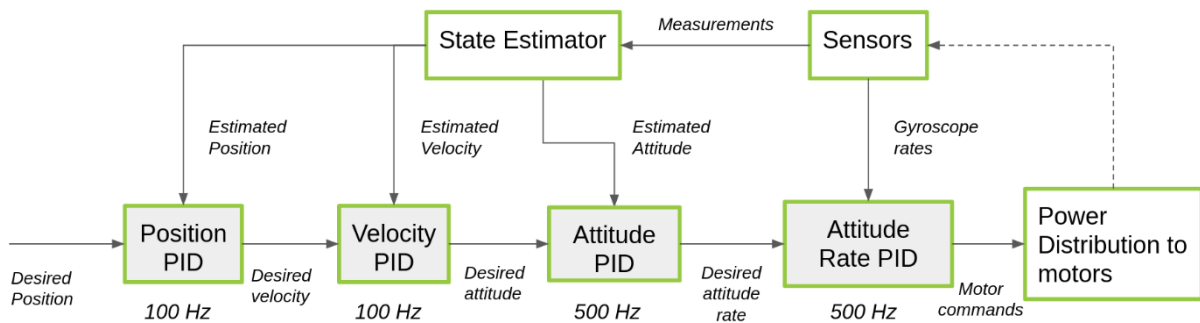 State Estimator
Measurements
Sensors
Estimated
Position
Estimated
Velocity
Estimated
Attitude
Gyroscope
rates
Position
PID
Velocity
PID
Attitude
PID
Attitude
Rate PID
Power
Distribution to
motors
Desired
Position
Desired
velocity
Desired
attitude
Desired
attitude
rate
Motor
commands
100 Hz
100 Hz
500 Hz
500 Hz